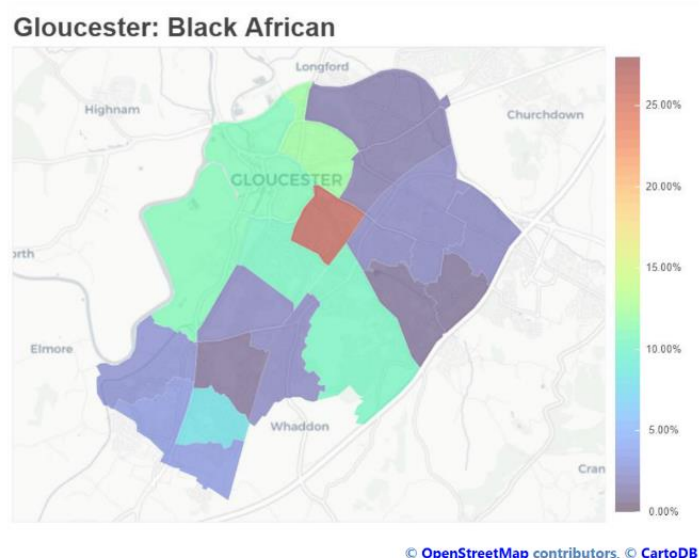 Gloucester: Black African
Longford
Highnam
Churchdown
GLOUCESTER
orth
Elmore
Whaddon
Cran
25.00%
20.00%
15.00%
10.00%
5.00%
0.00%
© OpenStreetMap contributors, © CartoDB